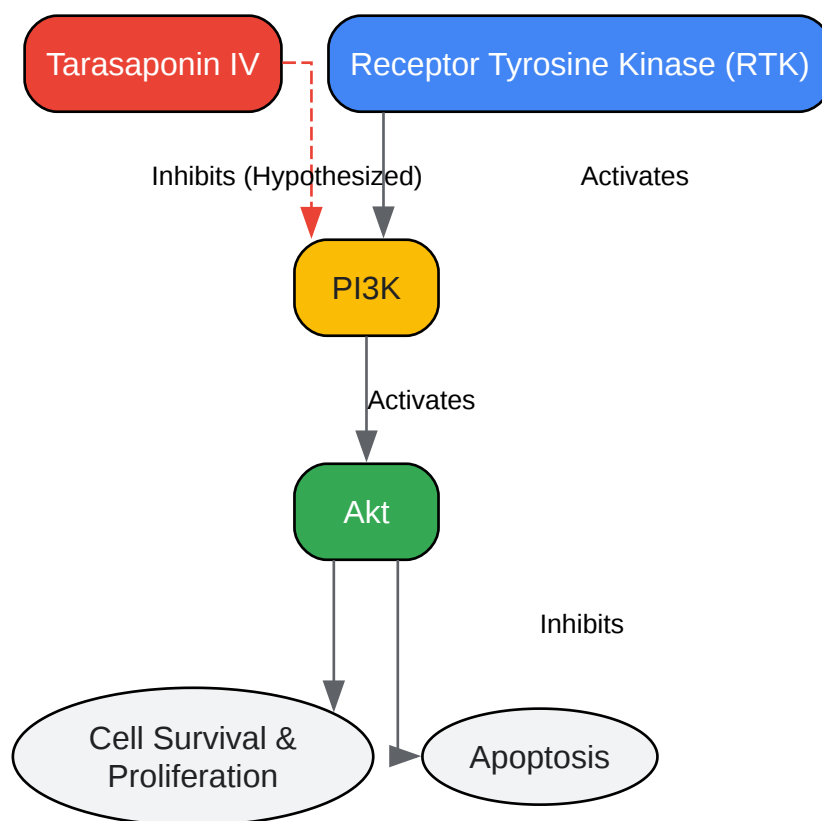 Tarasaponin IV
Receptor Tyrosine Kinase (RTK)
Inhibits (Hypothesized)
Activates
PI3K
Activates
Akt
Inhibits
Cell Survival &
Proliferation
Apoptosis